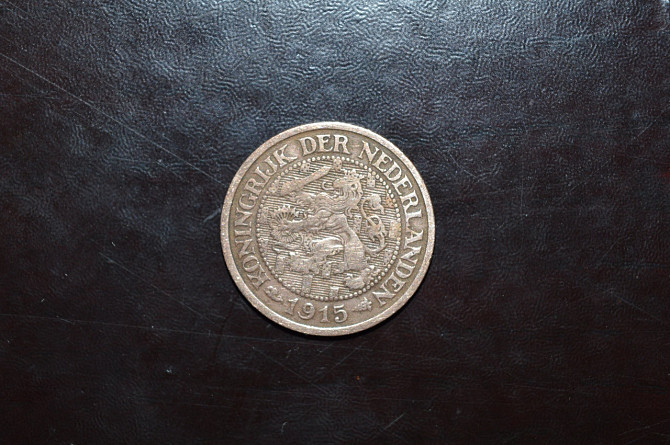 KONINGRIJK DER NEDERLANDEN
1915